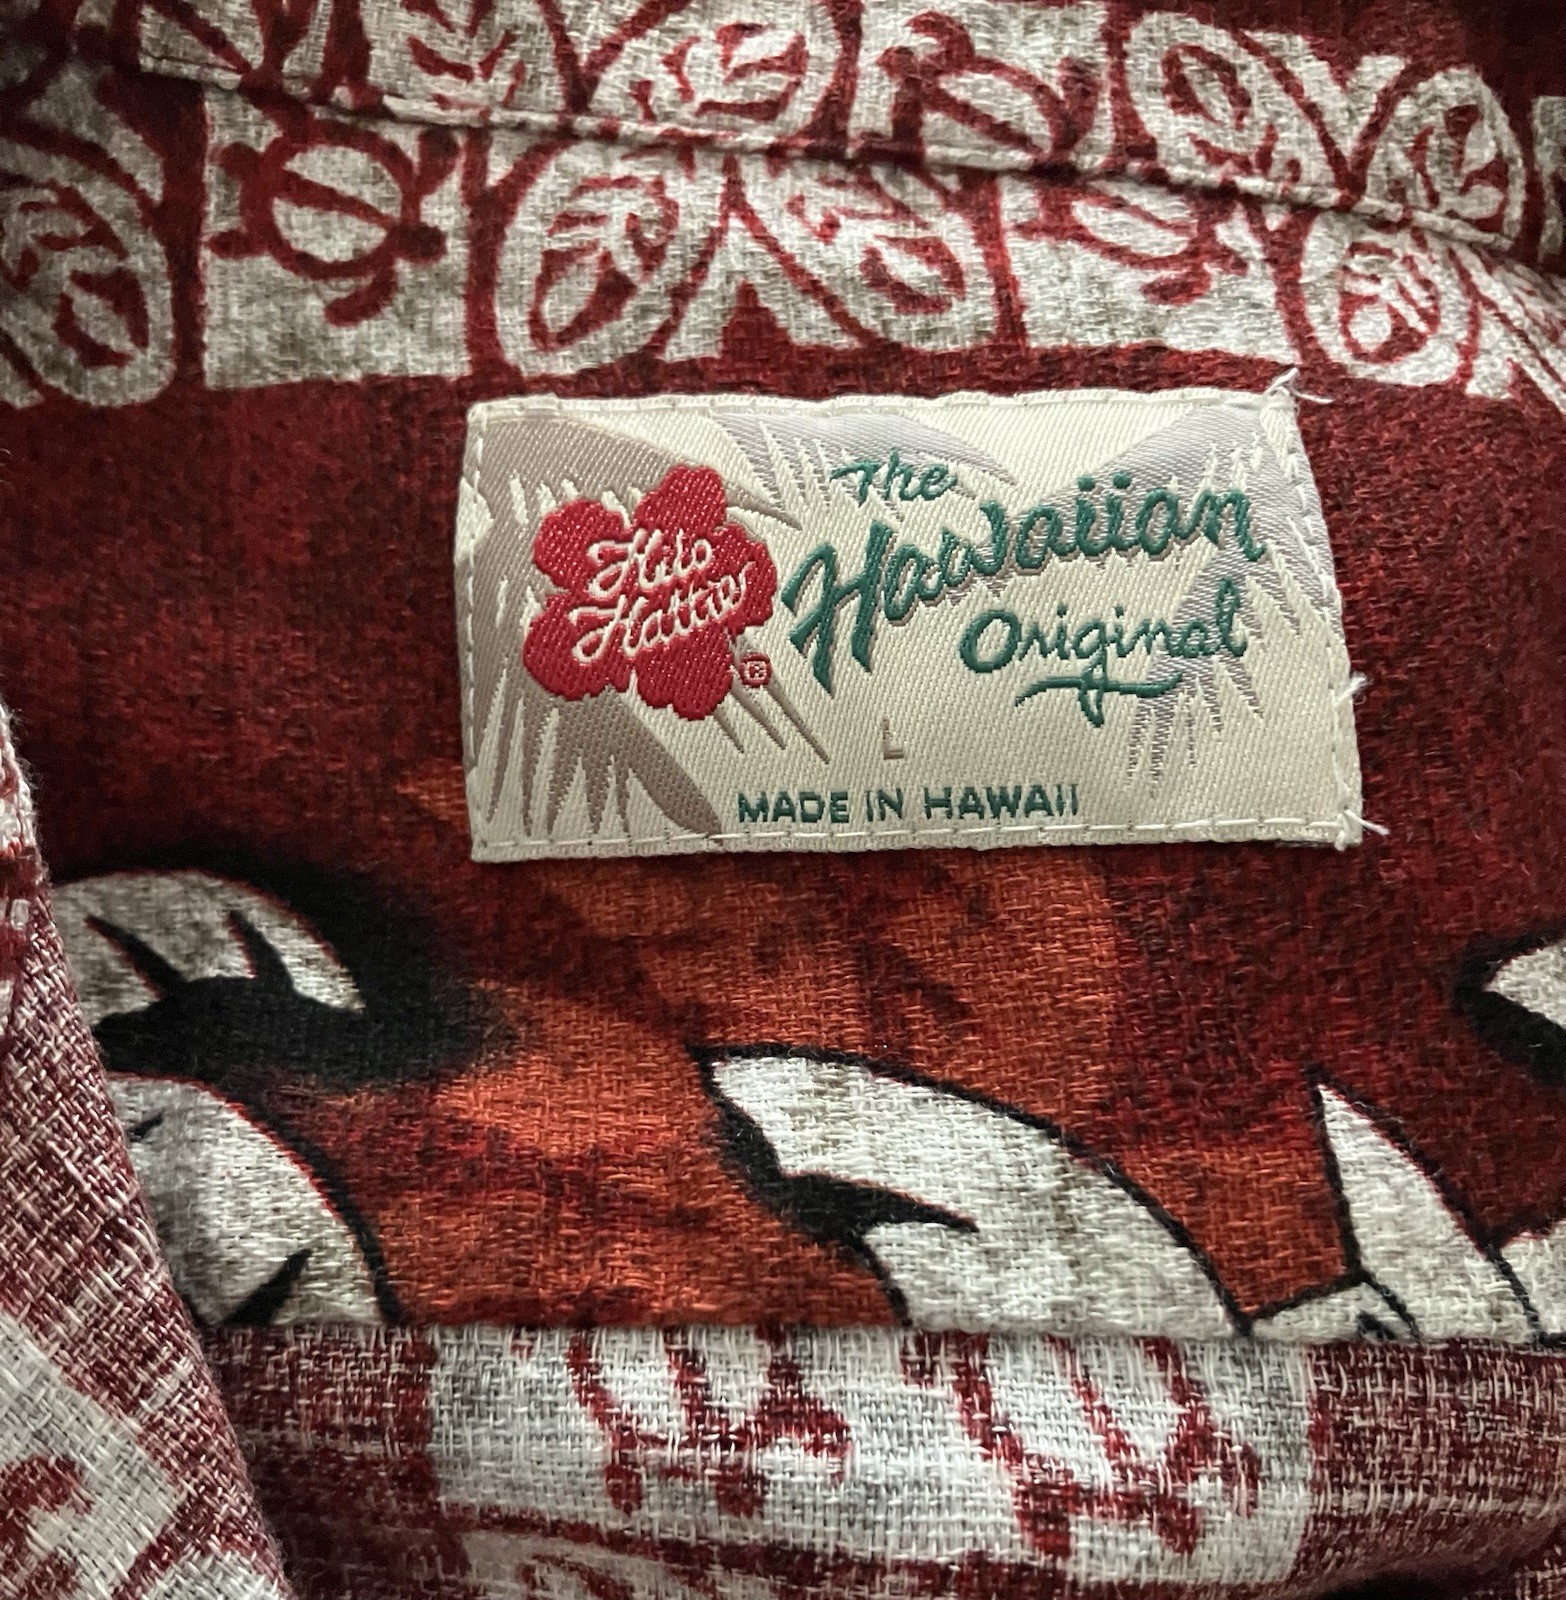 Hilo
Hattie
®
The
Hawaiian
Original
L
MADE IN HAWAII